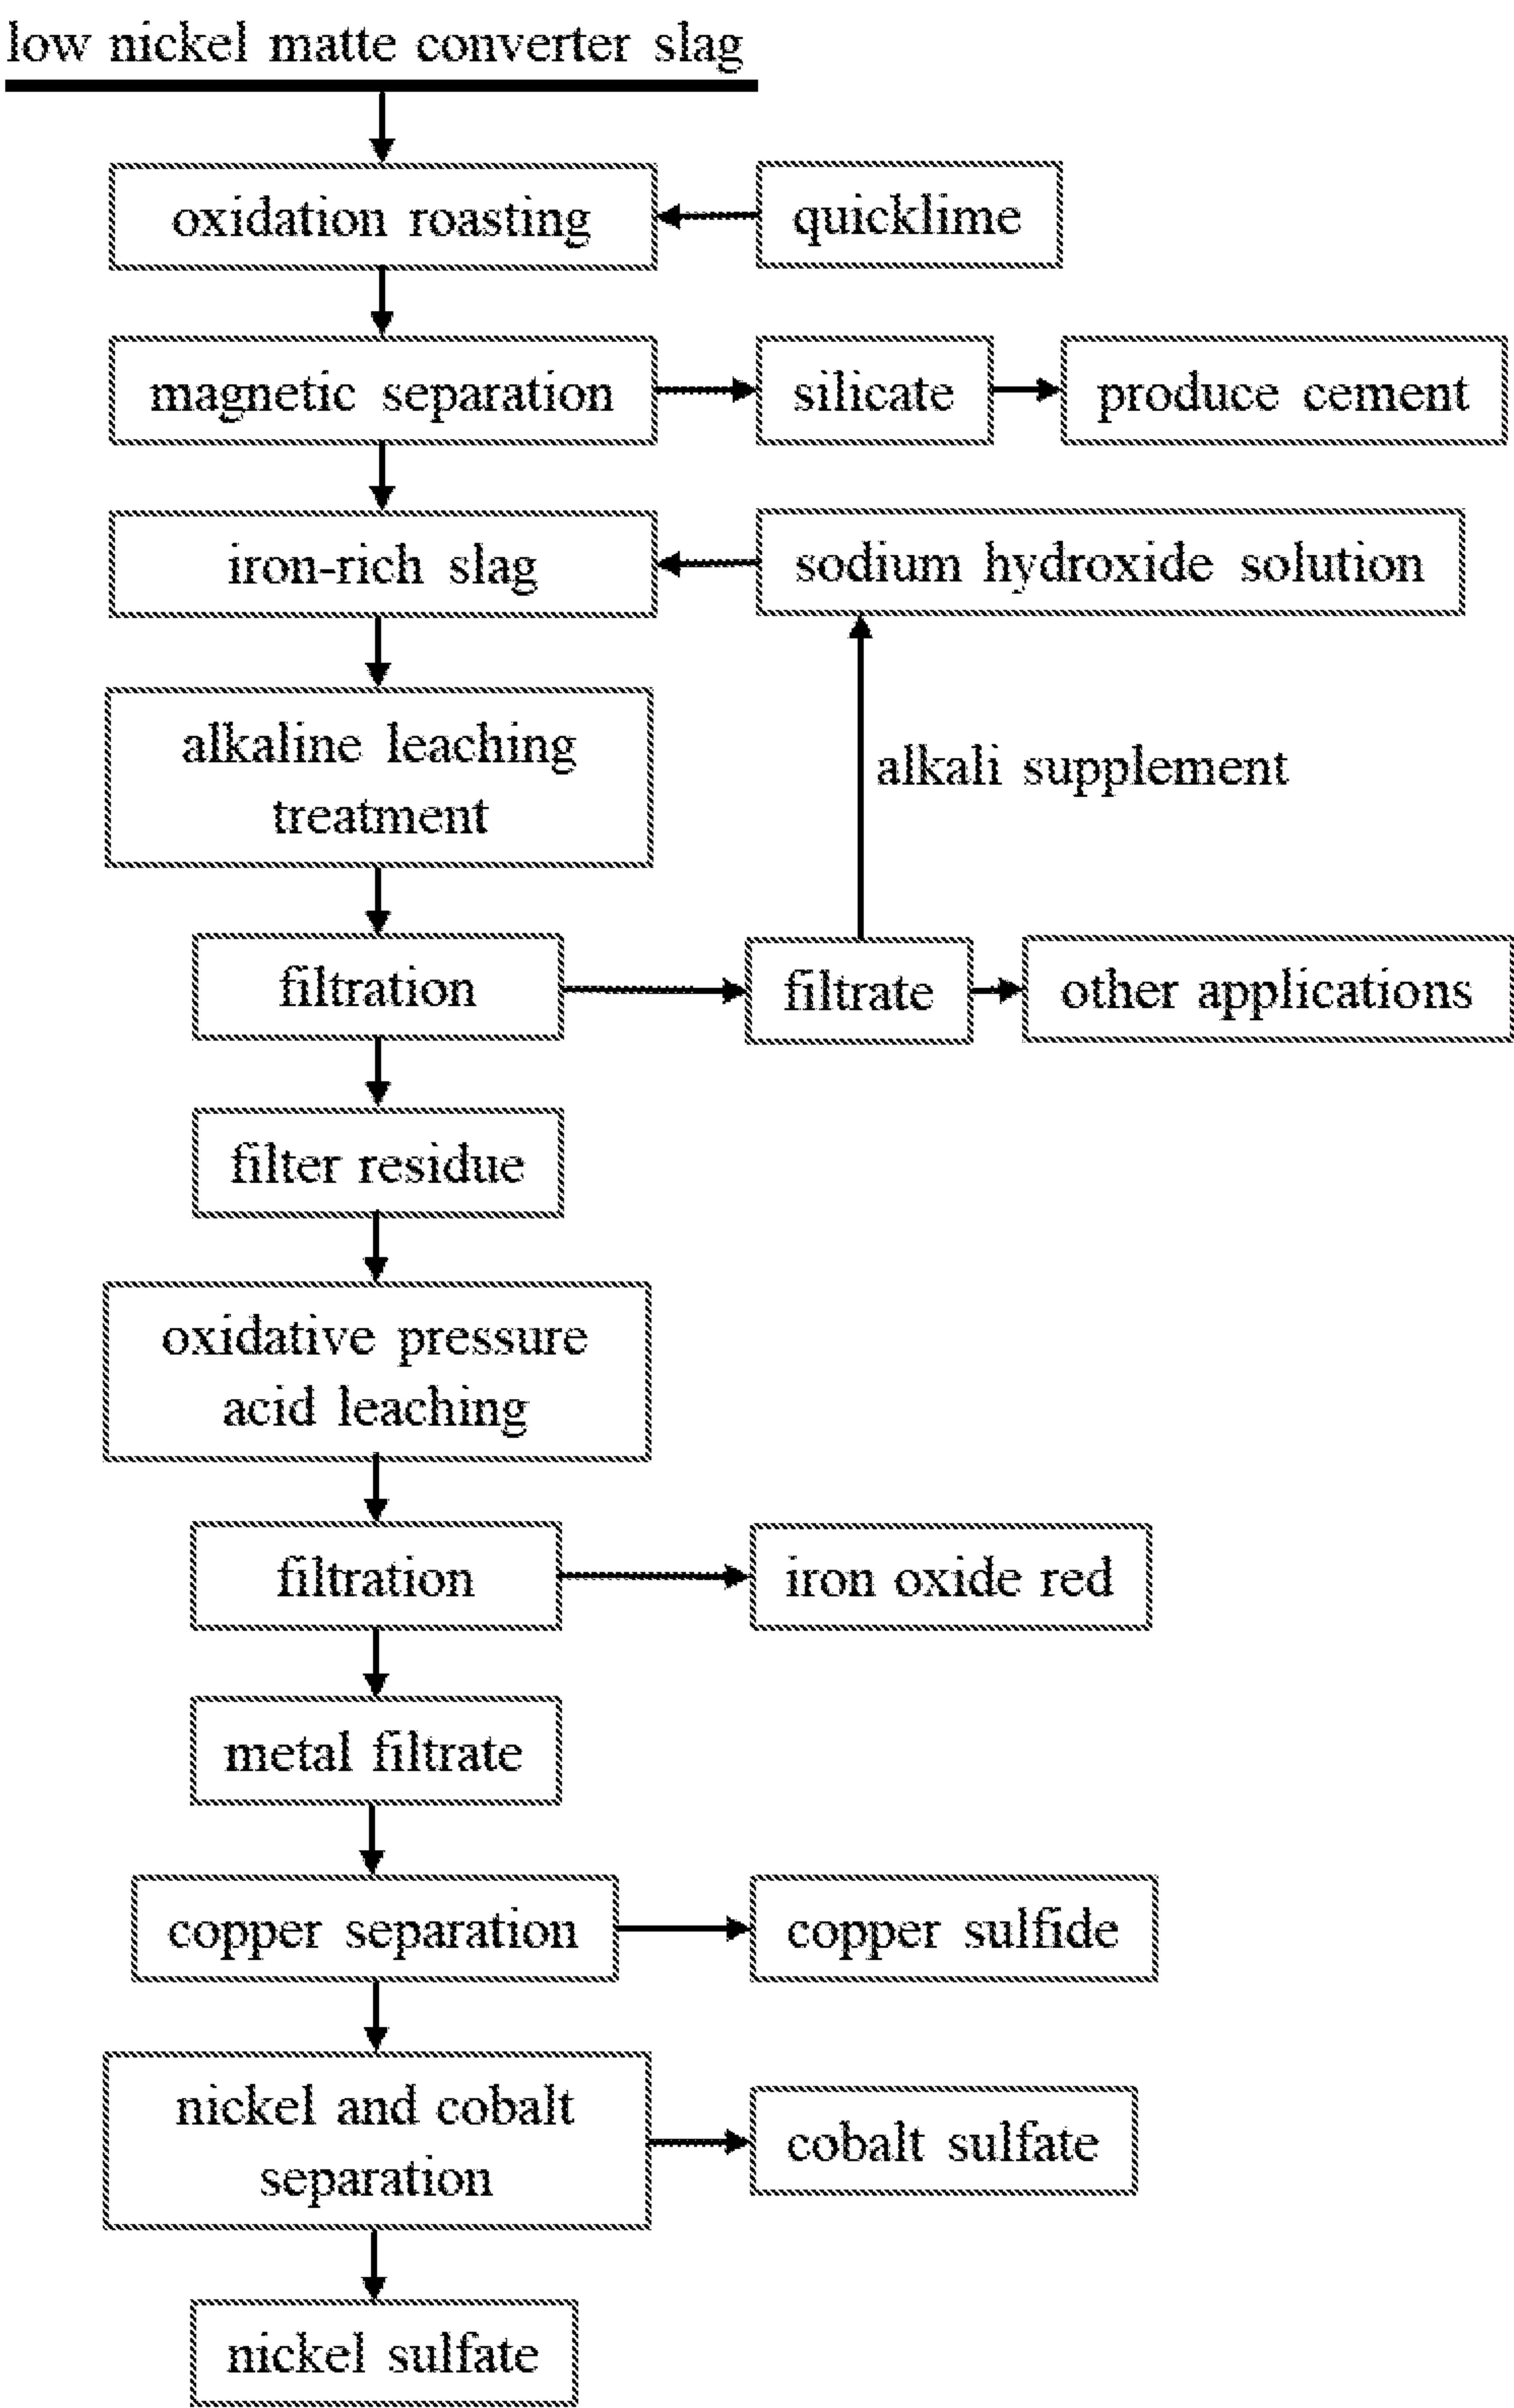 low nickel matte converter slag
oxidation roasting
quicklime
magnetic separation
silicate
produce cement
iron-rich slag
sodium hydroxide solution
alkaline leaching
treatment
alkali supplement
filtration
filtrate
other applications
filter residue
oxidative pressure
acid leaching
filtration
iron oxide red
metal filtrate
copper separation
copper sulfide
nickel and cobalt
separation
cobalt sulfate
nickel sulfate